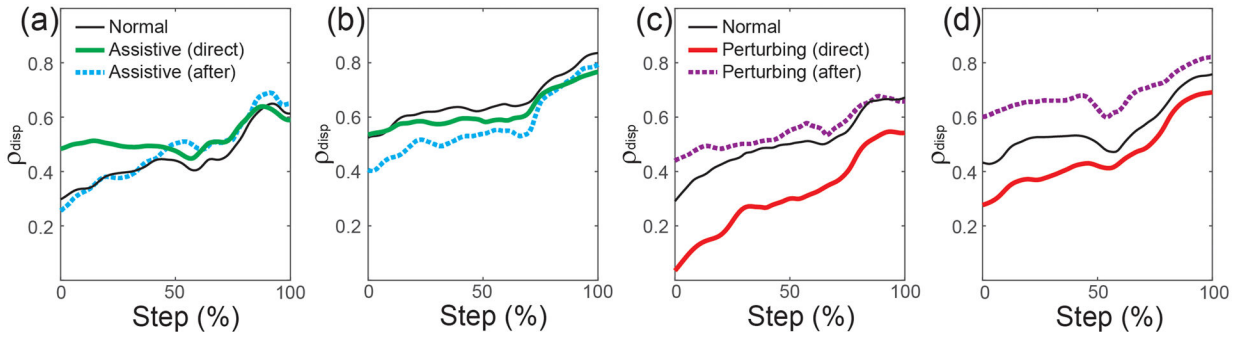 (a)
Normal
Assistive (direct)
Assistive (after)
0.8
0.6
0.4
0.2
ρdisp
0 50 100
Step (%)
(b)
0.8
0.6
0.4
0.2
ρdisp
0 50 100
Step (%)
(c)
Normal
Perturbing (direct)
Perturbing (after)
0.8
0.6
0.4
0.2
ρdisp
0 50 100
Step (%)
(d)
0.8
0.6
0.4
0.2
ρdisp
0 50 100
Step (%)